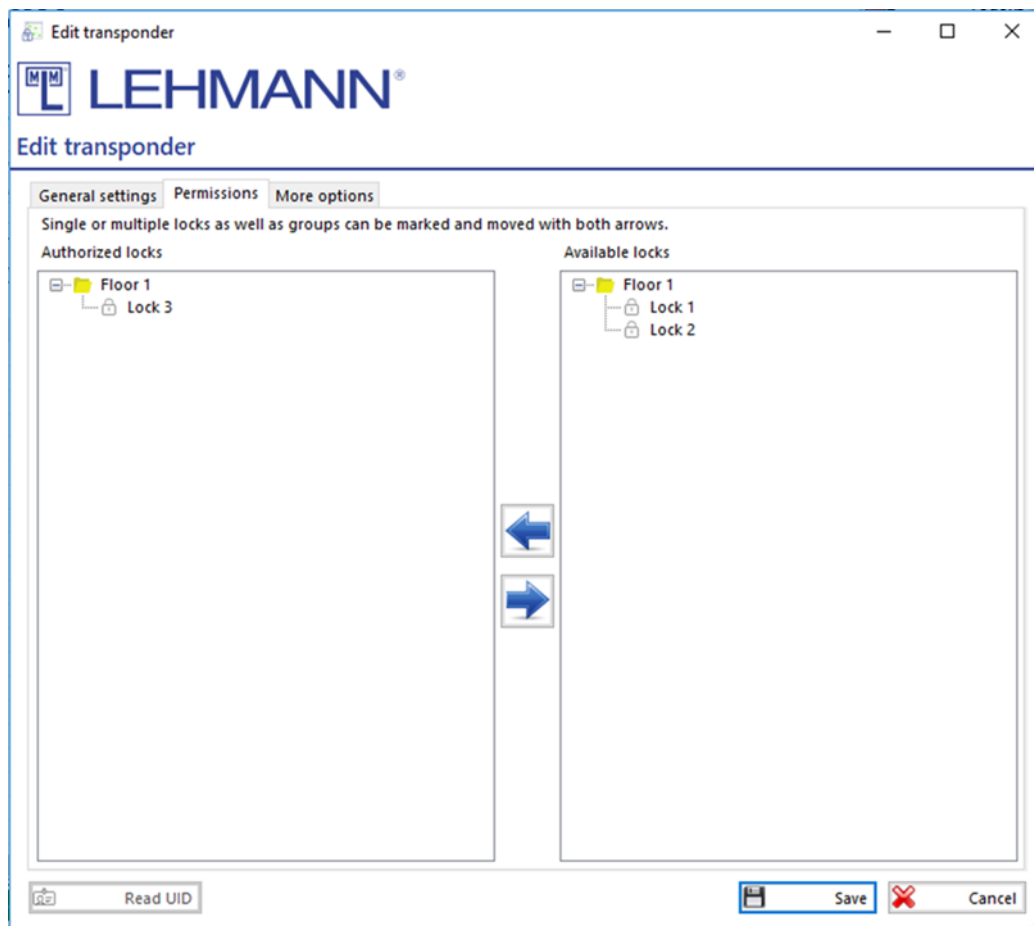 Edit transponder
MLM LEHMANN®
Edit transponder
General settings Permissions More options
Single or multiple locks as well as groups can be marked and moved with both arrows.
Authorized locks
Floor 1
Lock 3
Available locks
Floor 1
Lock 1
Lock 2
Read UID Save Cancel